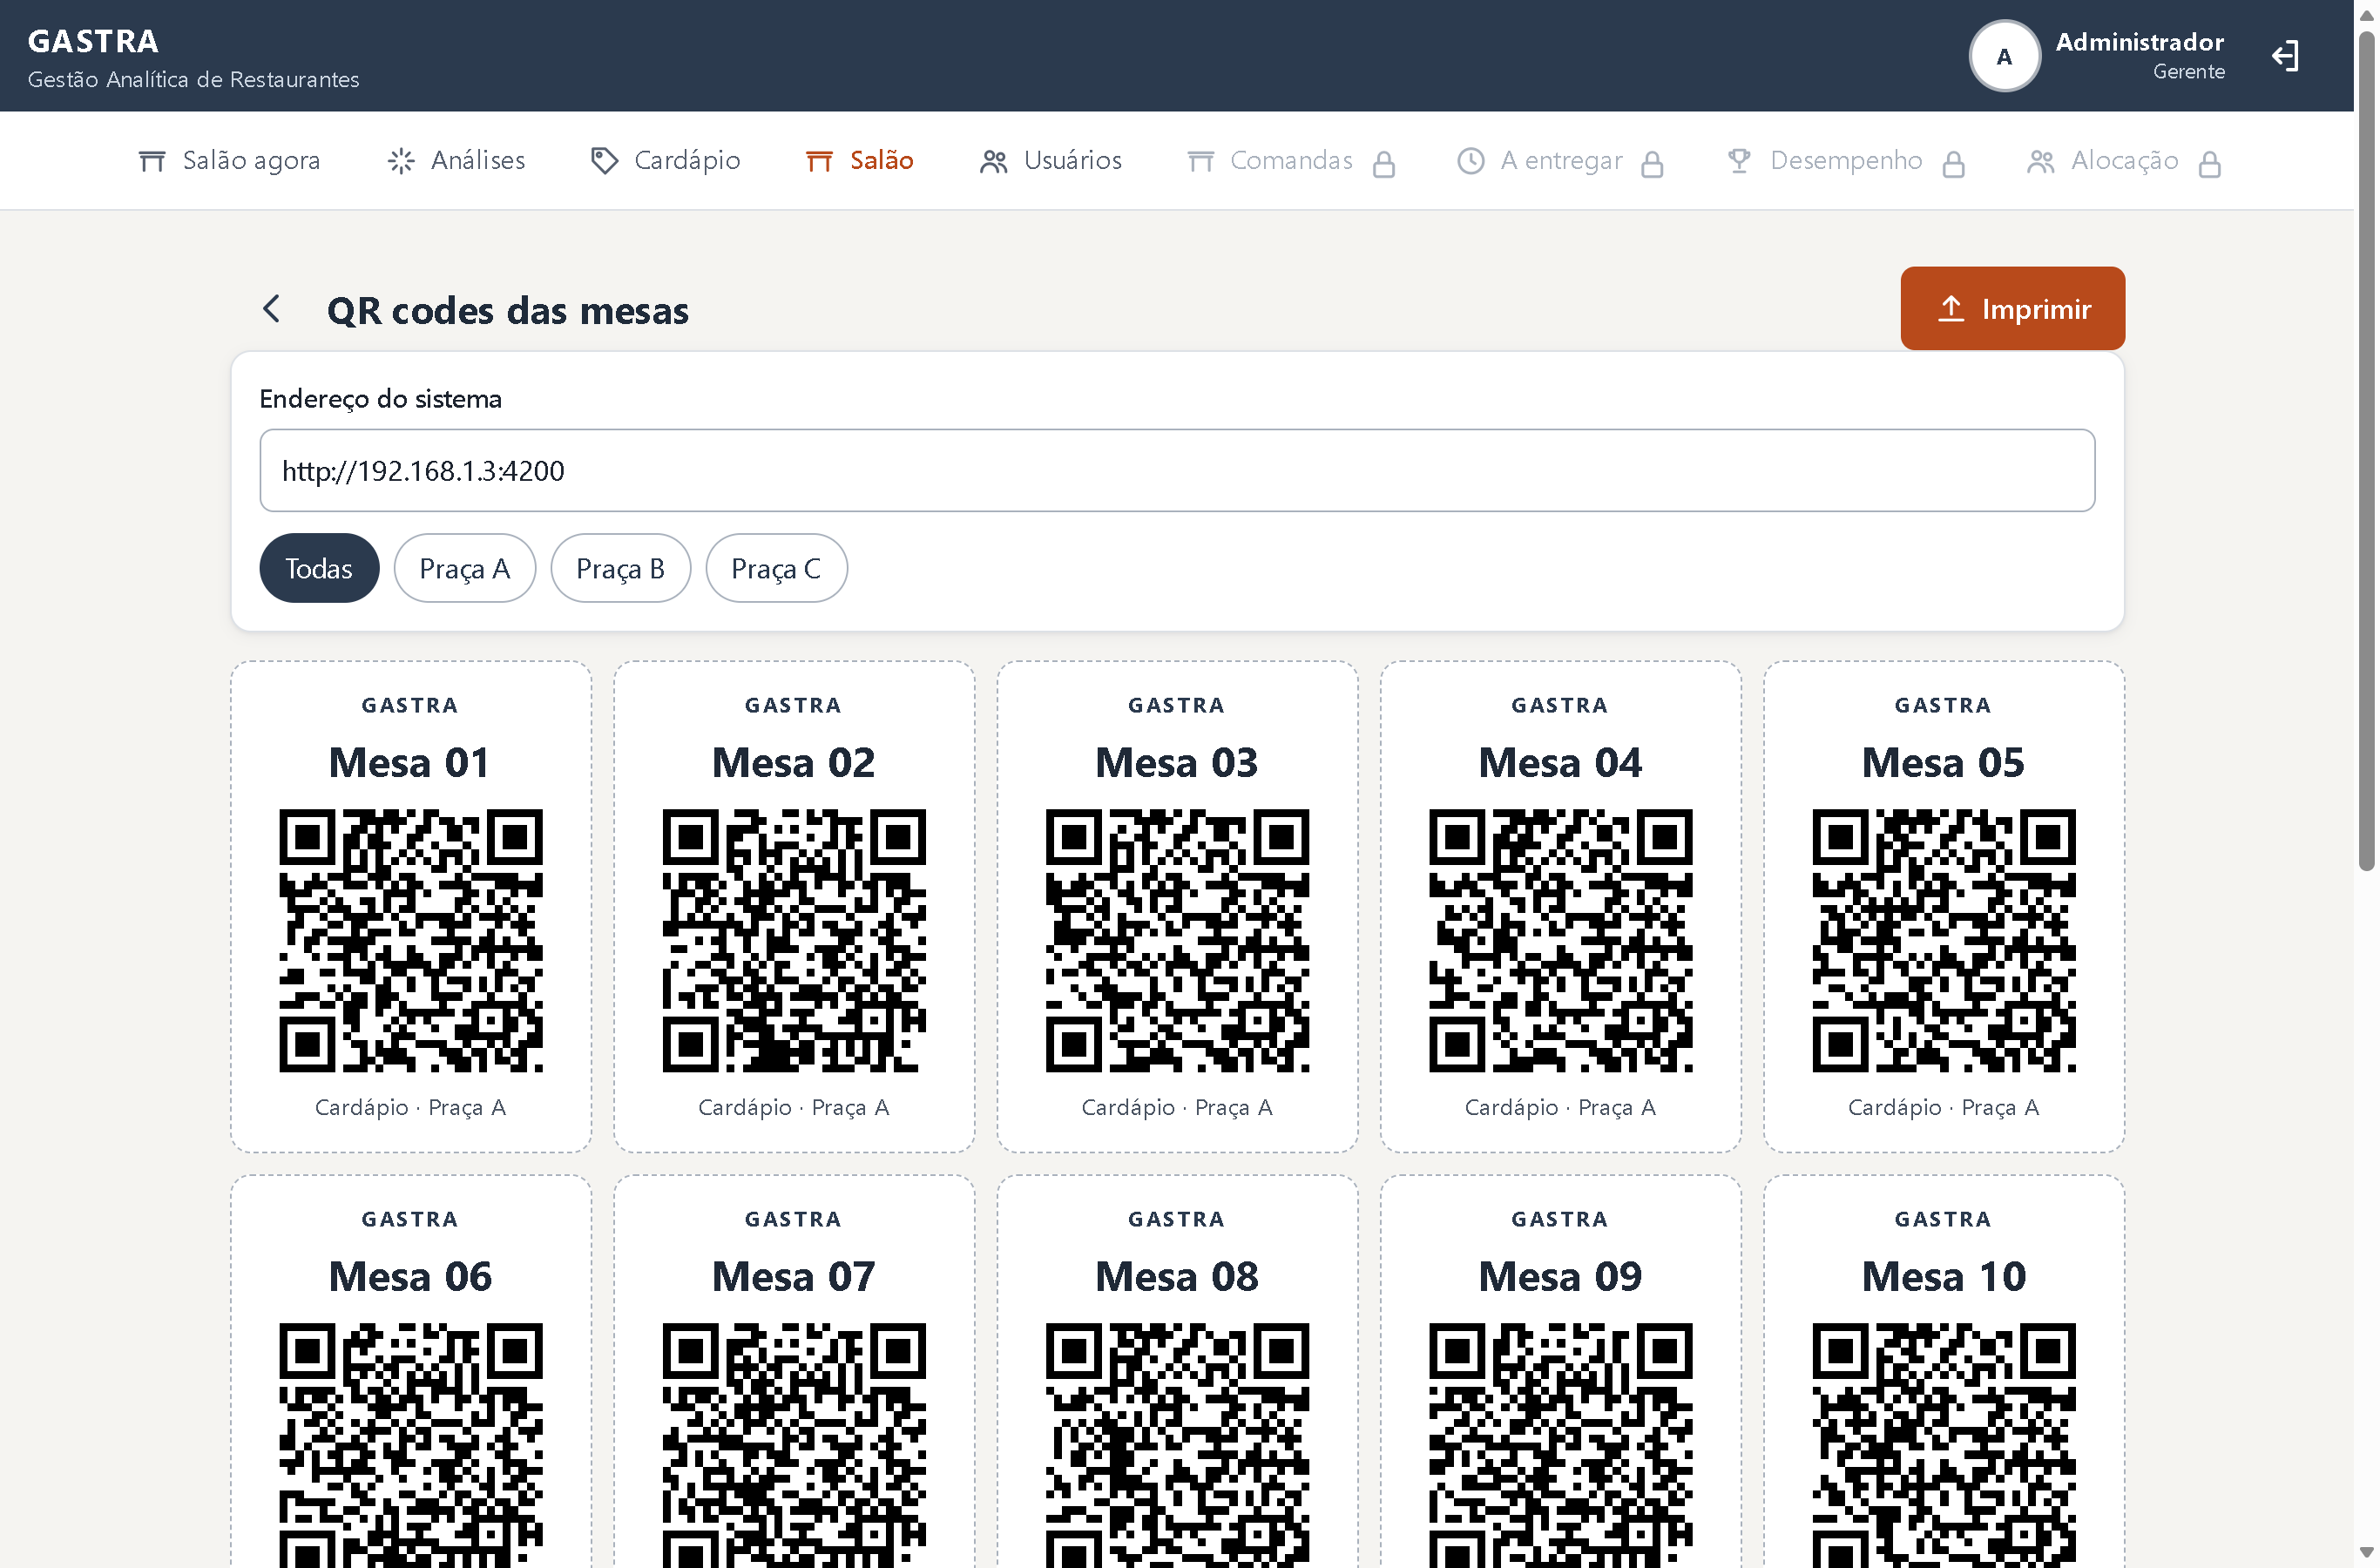 GASTRA
Gestão Analítica de Restaurantes
A
Administrador
Gerente
Salão agora
Análises
Cardápio
Salão
Usuários
Comandas
A entregar
Desempenho
Alocação
QR codes das mesas
Imprimir
Endereço do sistema
http://192.168.1.3:4200
Todas
Praça A
Praça B
Praça C
GASTRA
Mesa 01
Cardápio · Praça A
GASTRA
Mesa 02
Cardápio · Praça A
GASTRA
Mesa 03
Cardápio · Praça A
GASTRA
Mesa 04
Cardápio · Praça A
GASTRA
Mesa 05
Cardápio · Praça A
GASTRA
Mesa 06
GASTRA
Mesa 07
GASTRA
Mesa 08
GASTRA
Mesa 09
GASTRA
Mesa 10